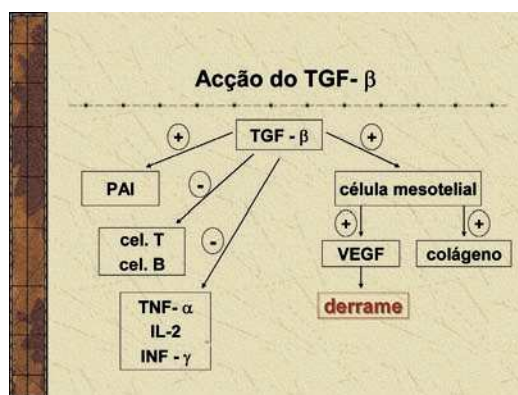 Acção do TGF- β
TGF - β
+
+
PAI
-
célula mesotelial
cel. T
cel. B
-
+
+
VEGF
colágeno
TNF- α
IL-2
INF - γ
derrame